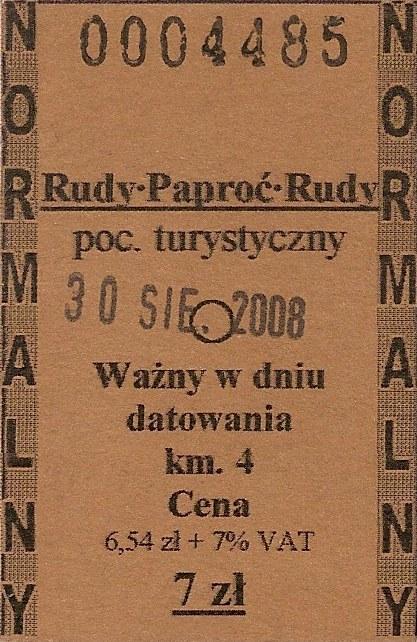 0004485
NORMALNY
NORMALNY
Rudy·Paproć·Rudy
poc. turystyczny
30 SIE. 2008
Ważny w dniu
datowania
km. 4
Cena
6,54 zł + 7% VAT
7 zł